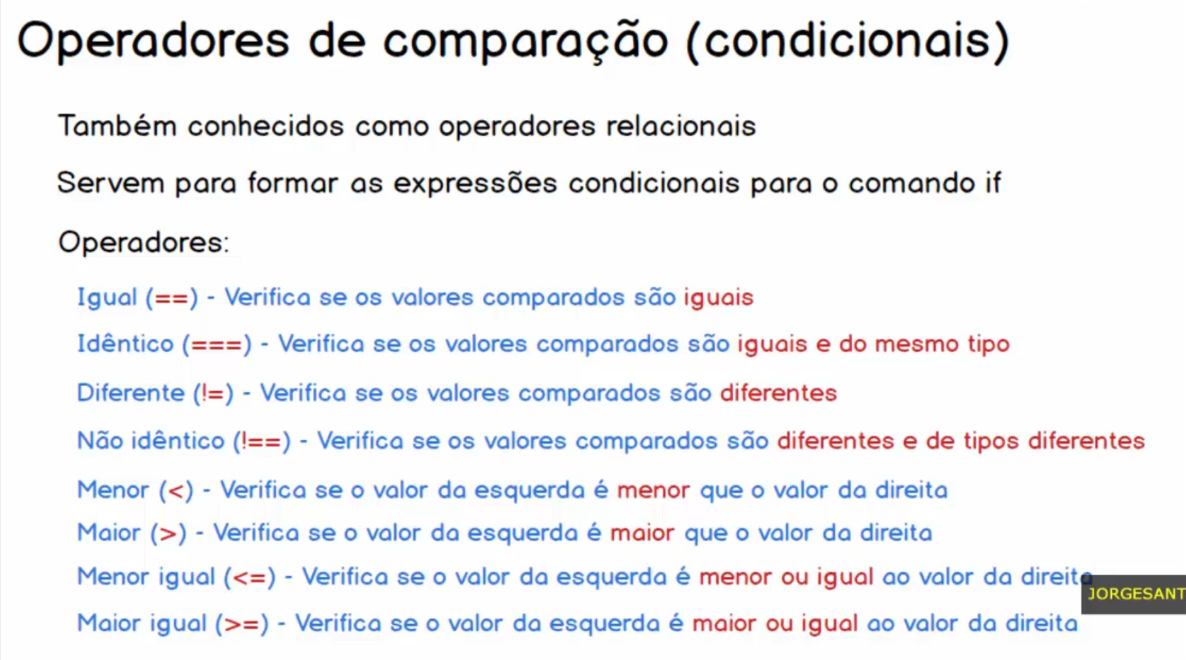 Operadores de comparação (condicionais)
Também conhecidos como operadores relacionais
Servem para formar as expressões condicionais para o comando if
Operadores:
Igual (==) - Verifica se os valores comparados são iguais
Idêntico (===) - Verifica se os valores comparados são iguais e do mesmo tipo
Diferente (!=) - Verifica se os valores comparados são diferentes
Não idêntico (!==) - Verifica se os valores comparados são diferentes e de tipos diferentes
Menor (<) - Verifica se o valor da esquerda é menor que o valor da direita
Maior (>) - Verifica se o valor da esquerda é maior que o valor da direita
Menor igual (<=) - Verifica se o valor da esquerda é menor ou igual ao valor da direita
JORGESANT
Maior igual (>=) - Verifica se o valor da esquerda é maior ou igual ao valor da direita